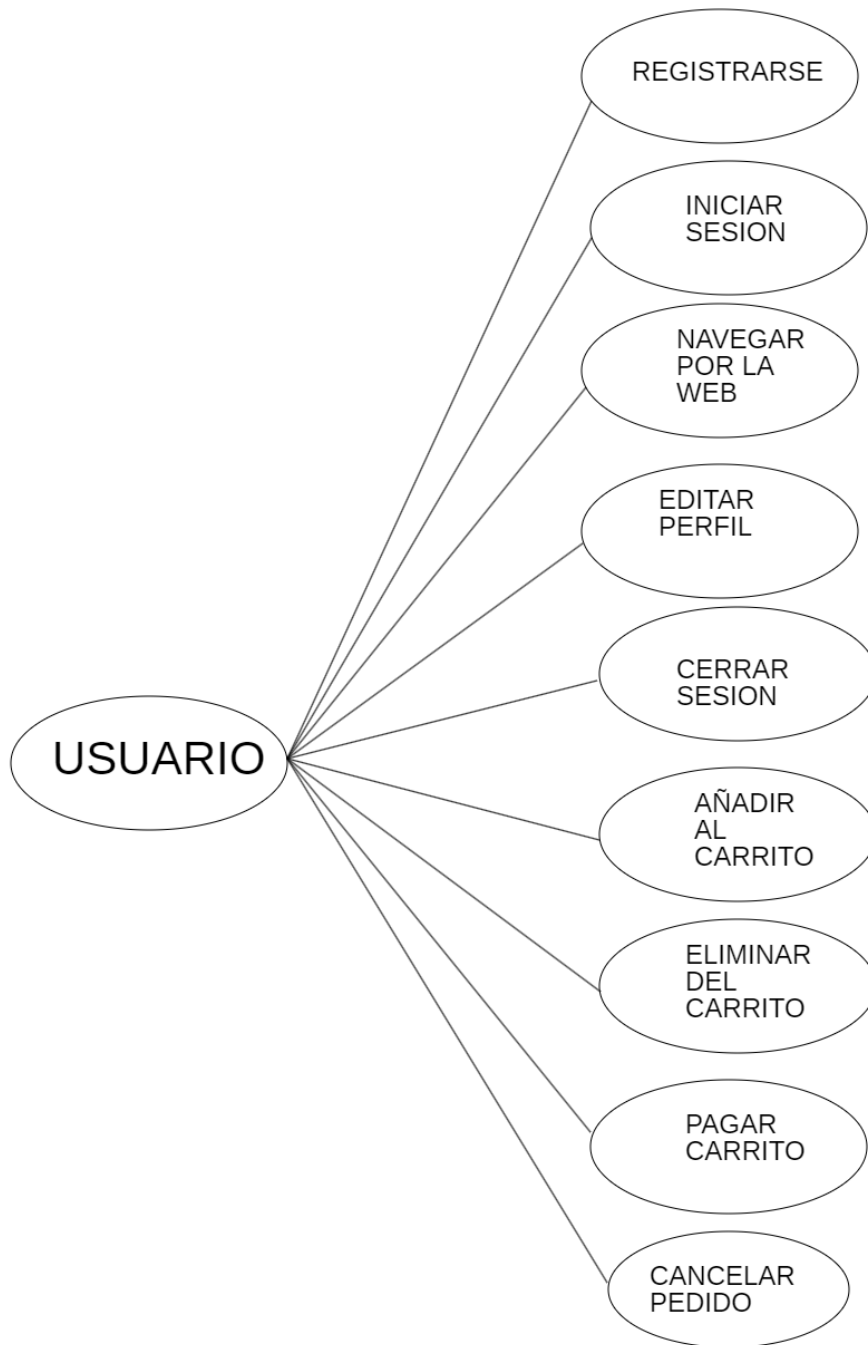 REGISTRARSE
INICIAR
SESION
NAVEGAR
POR LA
WEB
EDITAR
PERFIL
CERRAR
SESION
USUARIO
AÑADIR
AL
CARRITO
ELIMINAR
DEL
CARRITO
PAGAR
CARRITO
CANCELAR
PEDIDO